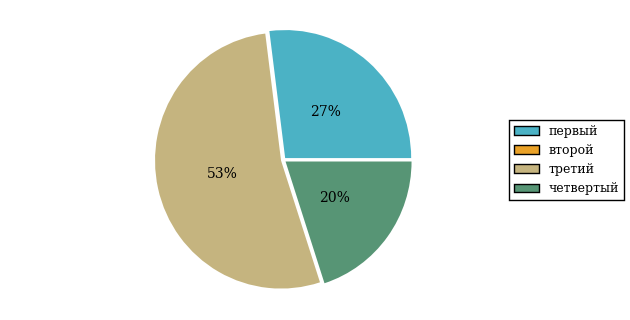 27%
53%
20%
первый
второй
третий
четвертый